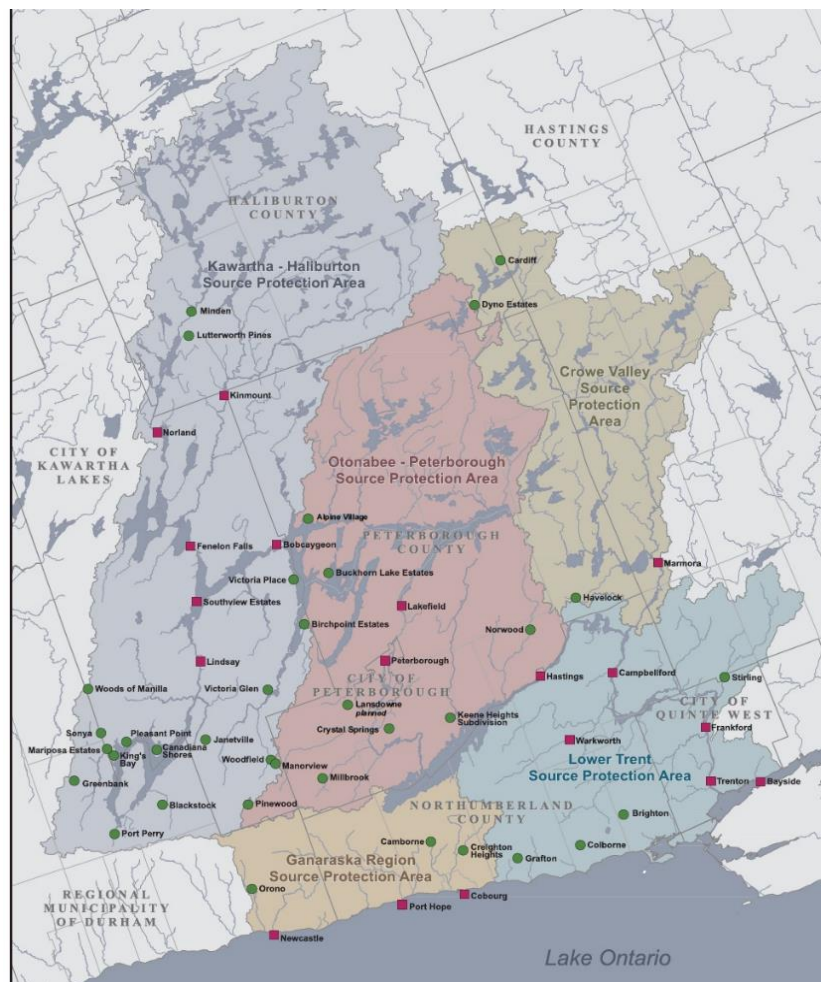 HASTINGS
COUNTY
HALIBURTON
COUNTY
Cardiff
Kawartha - Haliburton
Source Protection Area
Dyno Estates
Minden
Lutterworth Pines
Crowe Valley
Source
Protection
Area
Kinmount
Norland
CITY OF
KAWARTHA
LAKES
Otonabee - Peterborough
Source Protection Area
Alpine Village
PETERBOROUGH
COUNTY
Fenelon Falls
Bobcaygeon
Marmora
Victoria Place
Buckhorn Lake Estates
Southview Estates
Lakefield
Havelock
Birchpoint Estates
Norwood
Lindsay
Peterborough
Hastings
Campbellford
Stirling
CITY OF
PETERBOROUGH
Woods of Manilla
Victoria Glen
Lansdowne
planned
CITY OF
QUINTE WEST
Keene Heights
Subdivision
Crystal Springs
Frankford
Sonya
Pleasant Point
Janetville
Warkworth
Mariposa Estates
King's
Bay
Canadiana
Shores
Woodfield
Manorview
Lower Trent
Source Protection Area
Greenbank
Millbrook
Trenton
Bayside
Blackstock
Pinewood
NORTHUMBERLAND
COUNTY
Brighton
Port Perry
Camborne
Creighton
Heights
Colborne
Grafton
Ganaraska Region
Source Protection Area
Orono
REGIONAL
MUNICIPALITY
OF DURHAM
Cobourg
Port Hope
Newcastle
Lake Ontario